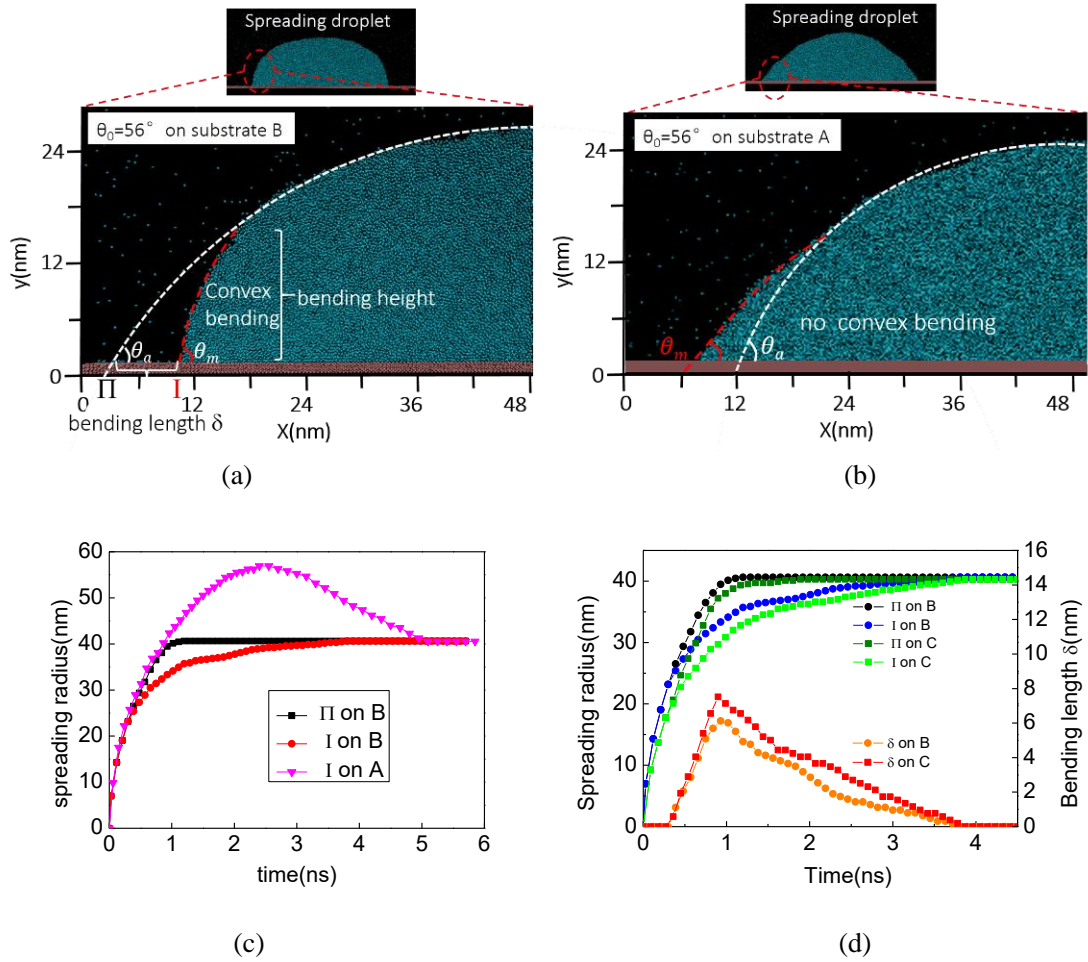 (a)
Spreading droplet
θ₀=56° on substrate B
24
12
0
y(nm)
Convex
bending
bending height
θₐ
θₘ
0
Π
I
12
24
36
48
bending length δ
X(nm)
(a)
(b)
Spreading droplet
θ₀=56° on substrate A
24
12
0
y(nm)
no convex bending
θₘ
θₐ
0
12
24
36
48
X(nm)
(b)
60
50
40
30
20
10
0
spreading radius(nm)
Π on B
I on B
I on A
0
1
2
3
4
5
6
time(ns)
(c)
40
30
20
10
0
Spreading radius(nm)
Π on B
I on B
Π on C
I on C
δ on B
δ on C
16
14
12
10
8
6
4
2
0
Bending length δ(nm)
0
1
2
3
4
Time(ns)
(d)